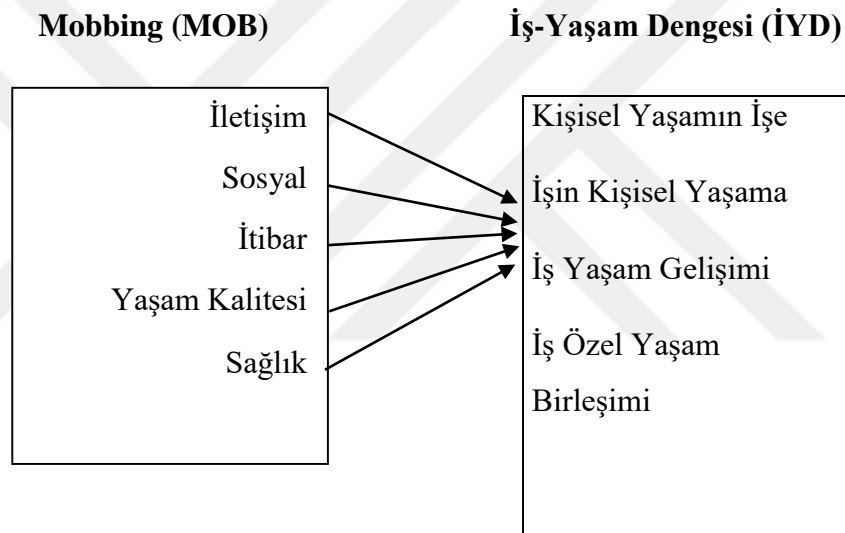 Mobbing (MOB)
İş-Yaşam Dengesi (İYD)
İletişim
Sosyal
İtibar
Yaşam Kalitesi
Sağlık
Kişisel Yaşamın İşe
İşin Kişisel Yaşama
İş Yaşam Gelişimi
İş Özel Yaşam
Birleşimi